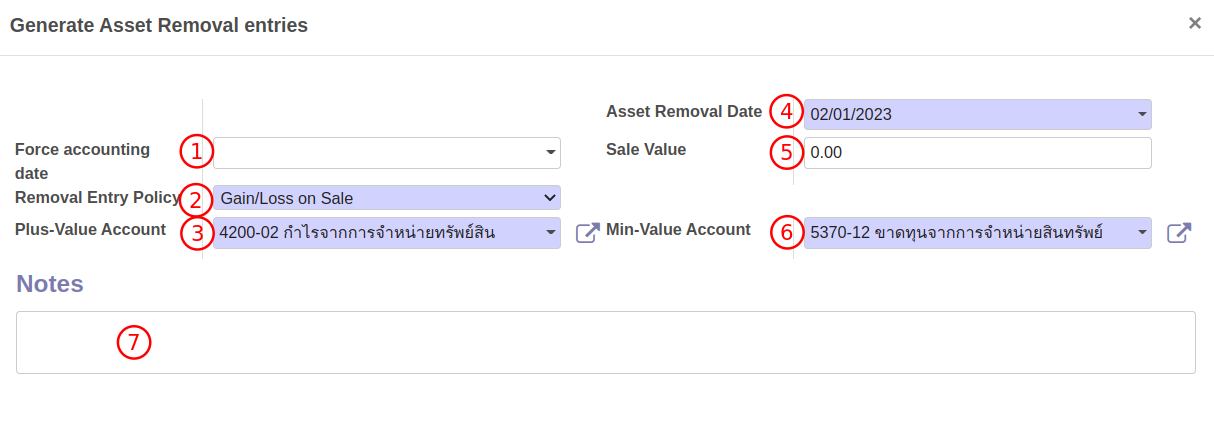 Generate Asset Removal entries ×
Asset Removal Date 4 02/01/2023
Force accounting date 1
Sale Value 5 0.00
Removal Entry Policy 2 Gain/Loss on Sale
Plus-Value Account 3 4200-02 กำไรจากการจำหน่ายทรัพย์สิน
Min-Value Account 6 5370-12 ขาดทุนจากการจำหน่ายสินทรัพย์
Notes
7